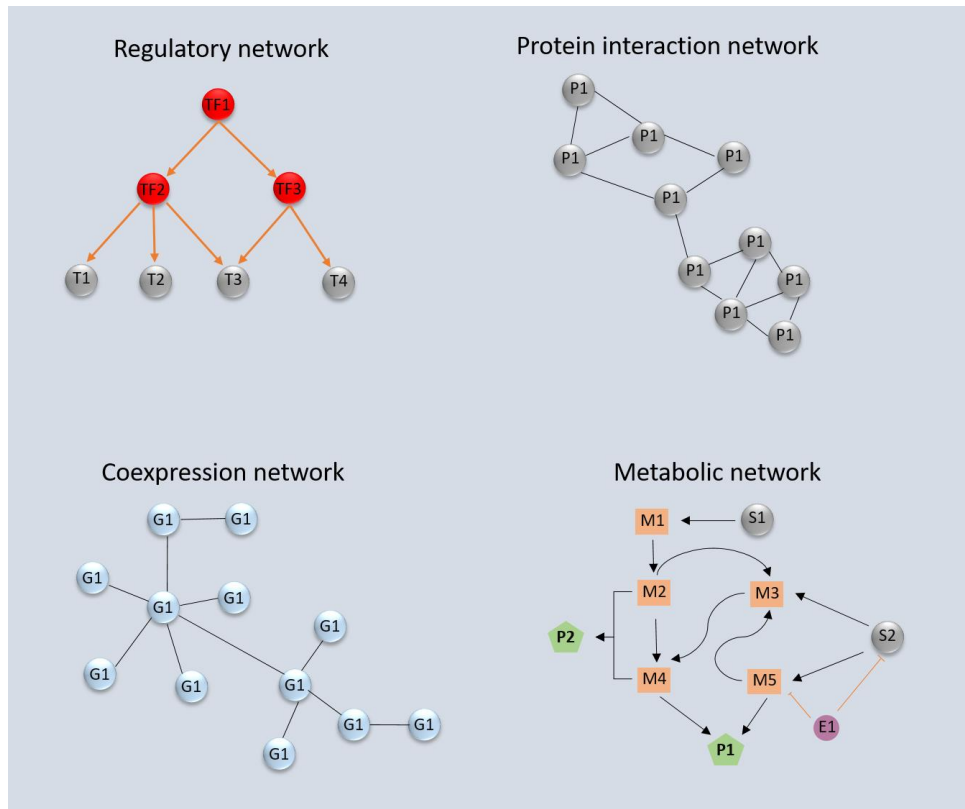 Regulatory network
TF1
TF2 TF3
T1 T2 T3 T4
Protein interaction network
P1
P1
P1 P1
P1
P1
P1 P1
P1
P1
Coexpression network
G1 G1
G1
G1 G1
G1
G1 G1 G1
G1 G1
G1
Metabolic network
M1 S1
M2 M3
P2 S2
M4 M5
E1
P1